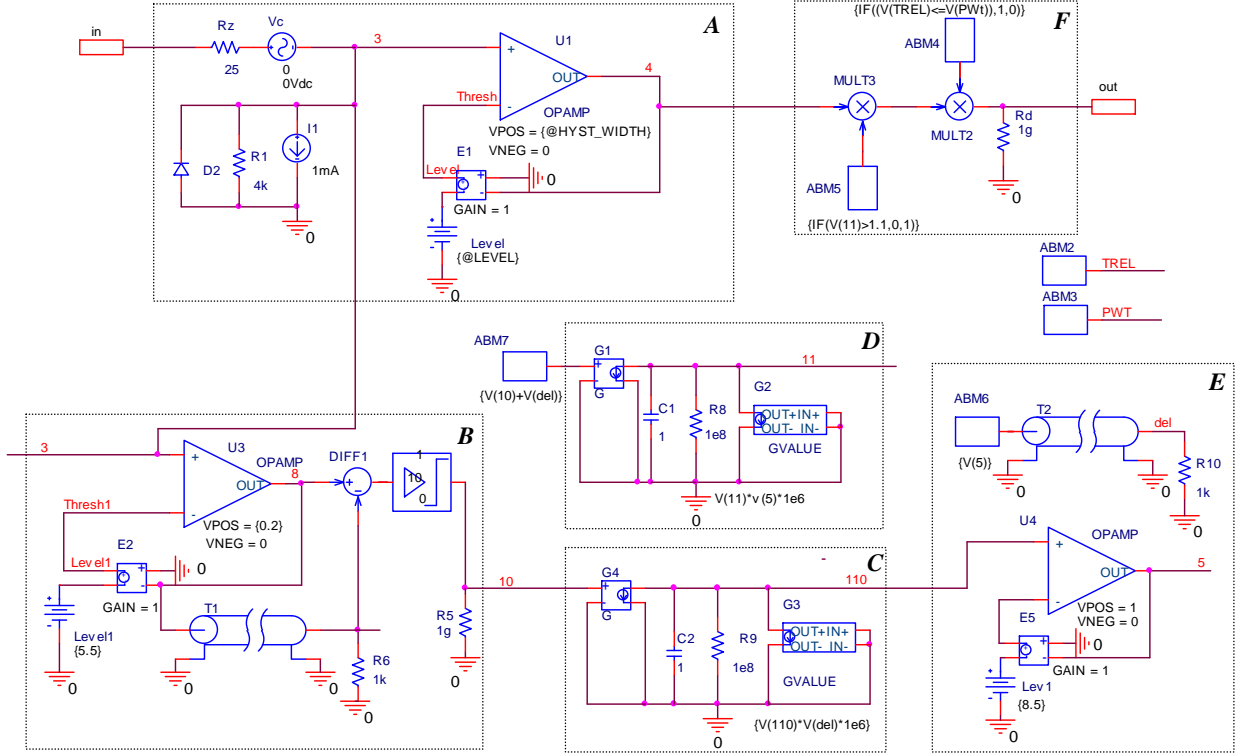 {IF((V(TREL)<=V(PWt)),1,0)}
A
F
in
Rz
Vc
3
U1
ABM4
25
0
0Vdc
+
OUT
4
MULT3
out
Thresh
-
OPAMP
MULT2
Rd
1g
VPOS = {@HYST_WIDTH}
VNEG = 0
I1
D2
R1
4k
1mA
E1
Level
+
-
0
ABM5
0
GAIN = 1
0
{IF(V(11)>1.1,0,1)}
+
-
Level
{@LEVEL}
0
ABM2
TREL
ABM3
PWT
ABM7
{V(10)+V(del)}
D
G1
+
-
G
11
C1
1
R8
1e8
G2
OUT+ IN+
OUT- IN-
GVALUE
0
V(11)*v(5)*1e6
E
ABM6
{V(5)}
T2
del
0
0
R10
1k
0
B
3
U3
OPAMP
8
+
-
OUT
DIFF1
+
-
1
10
0
Thresh1
VPOS = {0.2}
VNEG = 0
E2
Level1
+
-
0
GAIN = 1
T1
+
-
Level1
{5.5}
0
0
0
R6
1k
0
R5
1g
0
10
C
-
G4
+
-
G
110
C2
1
R9
1e8
G3
OUT+ IN+
OUT- IN-
GVALUE
0
{V(110)*V(del)*1e6}
U4
OPAMP
+
-
OUT
5
VPOS = 1
VNEG = 0
E5
+
-
0
GAIN = 1
+
-
Lev1
{8.5}
0